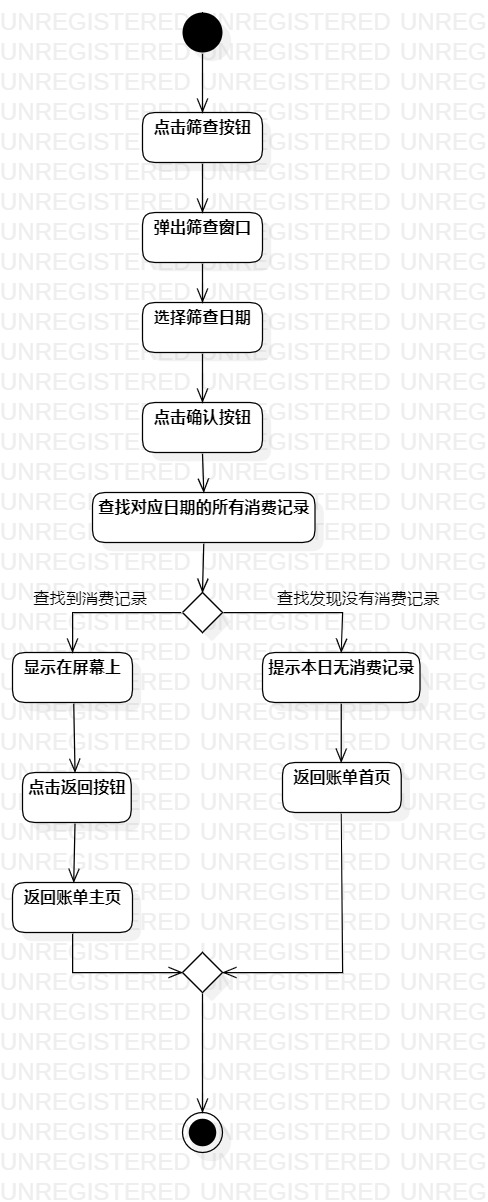 点击筛查按钮
弹出筛查窗口
选择筛查日期
点击确认按钮
查找对应日期的所有消费记录
查找到消费记录
查找发现没有消费记录
显示在屏幕上
提示本日无消费记录
点击返回按钮
返回账单首页
返回账单主页
UNREGISTERED